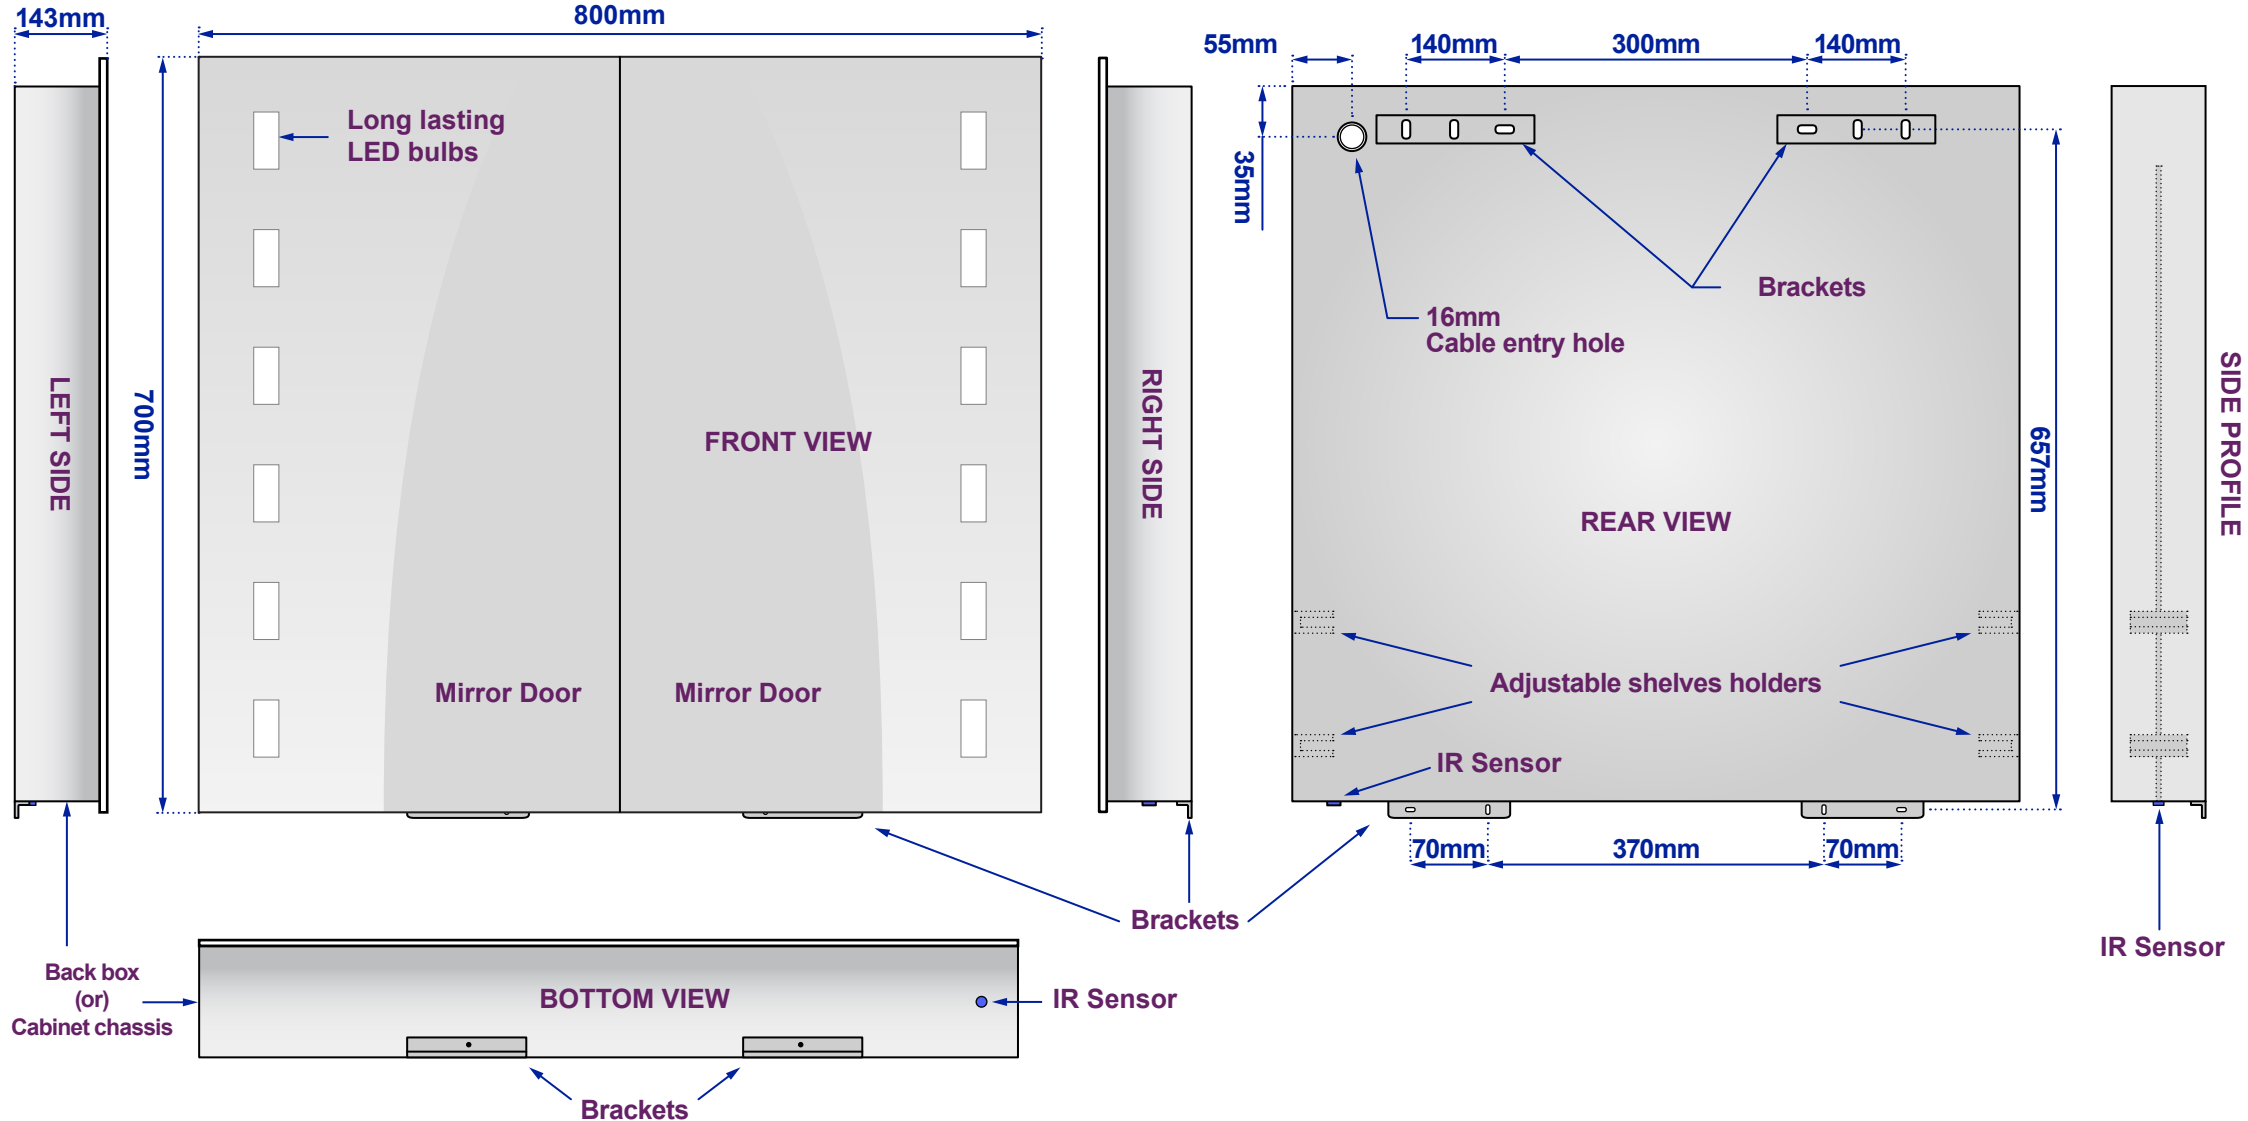 143mm
800mm
55mm
140mm
300mm
140mm
Long lasting
LED bulbs
35mm
Brackets
16mm
Cable entry hole
LEFT SIDE
700mm
FRONT VIEW
RIGHT SIDE
REAR VIEW
657mm
SIDE PROFILE
Mirror Door
Mirror Door
Adjustable shelves holders
IR Sensor
70mm
370mm
70mm
Brackets
IR Sensor
Back box
(or)
Cabinet chassis
BOTTOM VIEW
IR Sensor
Brackets